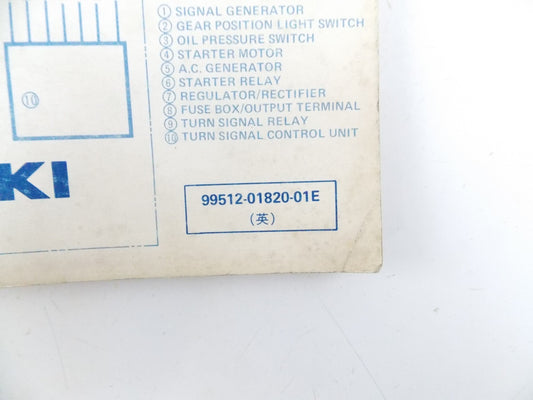 ① SIGNAL GENERATOR
② GEAR POSITION LIGHT SWITCH
③ OIL PRESSURE SWITCH
④ STARTER MOTOR
⑤ A.C. GENERATOR
⑥ STARTER RELAY
⑦ REGULATOR/RECTIFIER
⑧ FUSE BOX/OUTPUT TERMINAL
⑨ TURN SIGNAL RELAY
⑩ TURN SIGNAL CONTROL UNIT
⑩
KI
99512-01820-01E
(英)